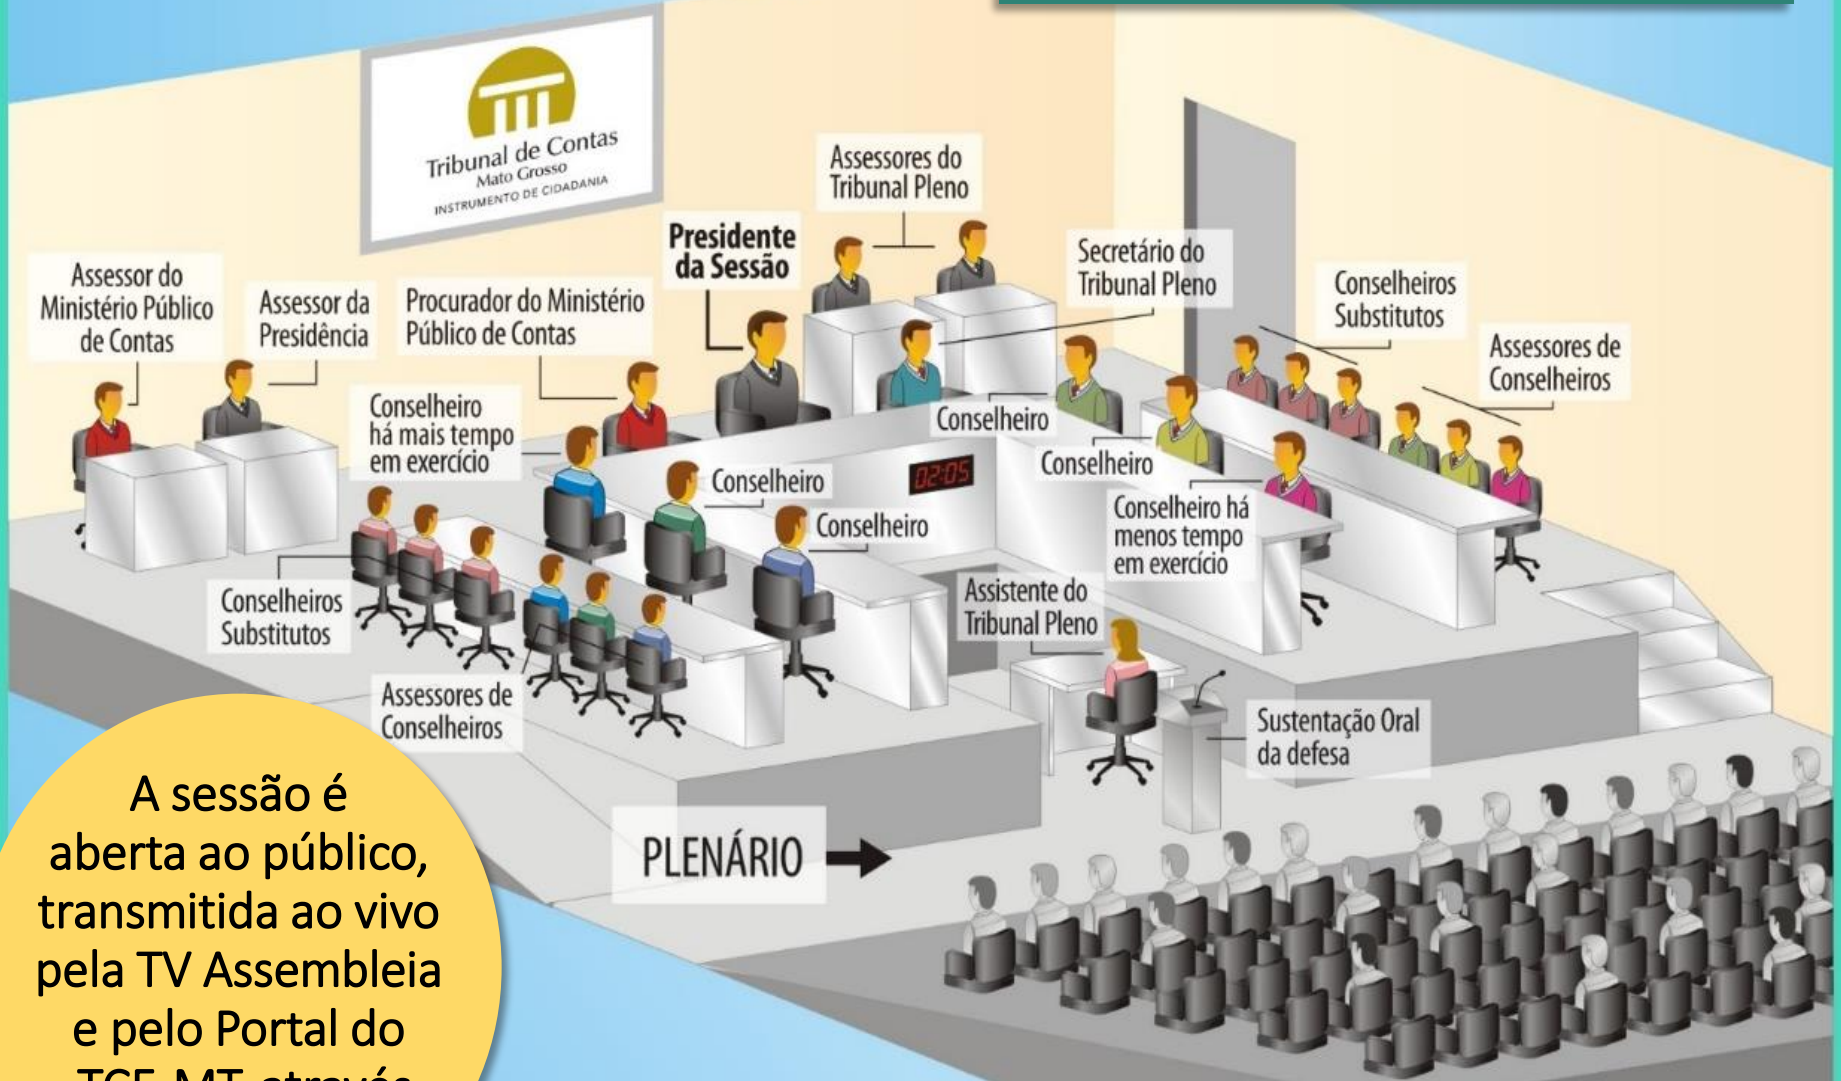 Tribunal de Contas
Mato Grosso
INSTRUMENTO DE CIDADANIA
Assessores do
Tribunal Pleno
Presidente
da Sessão
Secretário do
Tribunal Pleno
Conselheiros
Substitutos
Assessores de
Conselheiros
Assessor do
Ministério Público
de Contas
Assessor da
Presidência
Procurador do Ministério
Público de Contas
Conselheiro
há mais tempo
em exercício
Conselheiro
Conselheiro
Conselheiro
Conselheiro
02:05
Conselheiro há
menos tempo
em exercício
Conselheiros
Substitutos
Assistente do
Tribunal Pleno
Assessores de
Conselheiros
Sustentação Oral
da defesa
PLENÁRIO
A sessão é
aberta ao público,
transmitida ao vivo
pela TV Assembleia
e pelo Portal do
TCE-MT, através